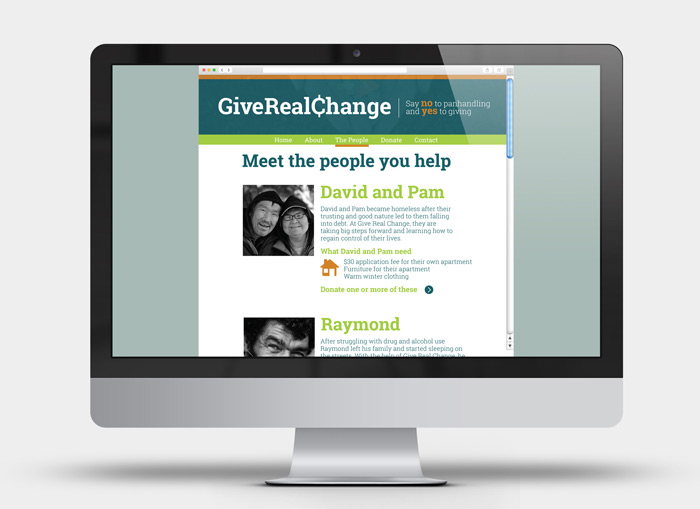 GiveReal₵hange
Say no to panhandling
and yes to giving
Home About The People Donate Contact
Meet the people you help
David and Pam
David and Pam became homeless after their
trusting and good nature led to them falling
into debt. At Give Real Change, they are
taking big steps forward and learning how to
regain control of their lives.
What David and Pam need
$30 application fee for their own apartment
Furniture for their apartment
Warm winter clothing
Donate one or more of these
Raymond
After struggling with drug and alcohol use
Raymond left his family and started sleeping on
the streets. With the help of Give Real Change, he